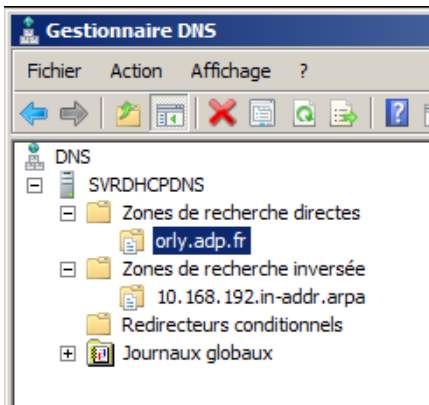 Gestionnaire DNS
Fichier Action Affichage ?
DNS
SVRDHCPDNS
Zones de recherche directes
orly.adp.fr
Zones de recherche inversée
10.168.192.in-addr.arpa
Redirecteurs conditionnels
Journaux globaux